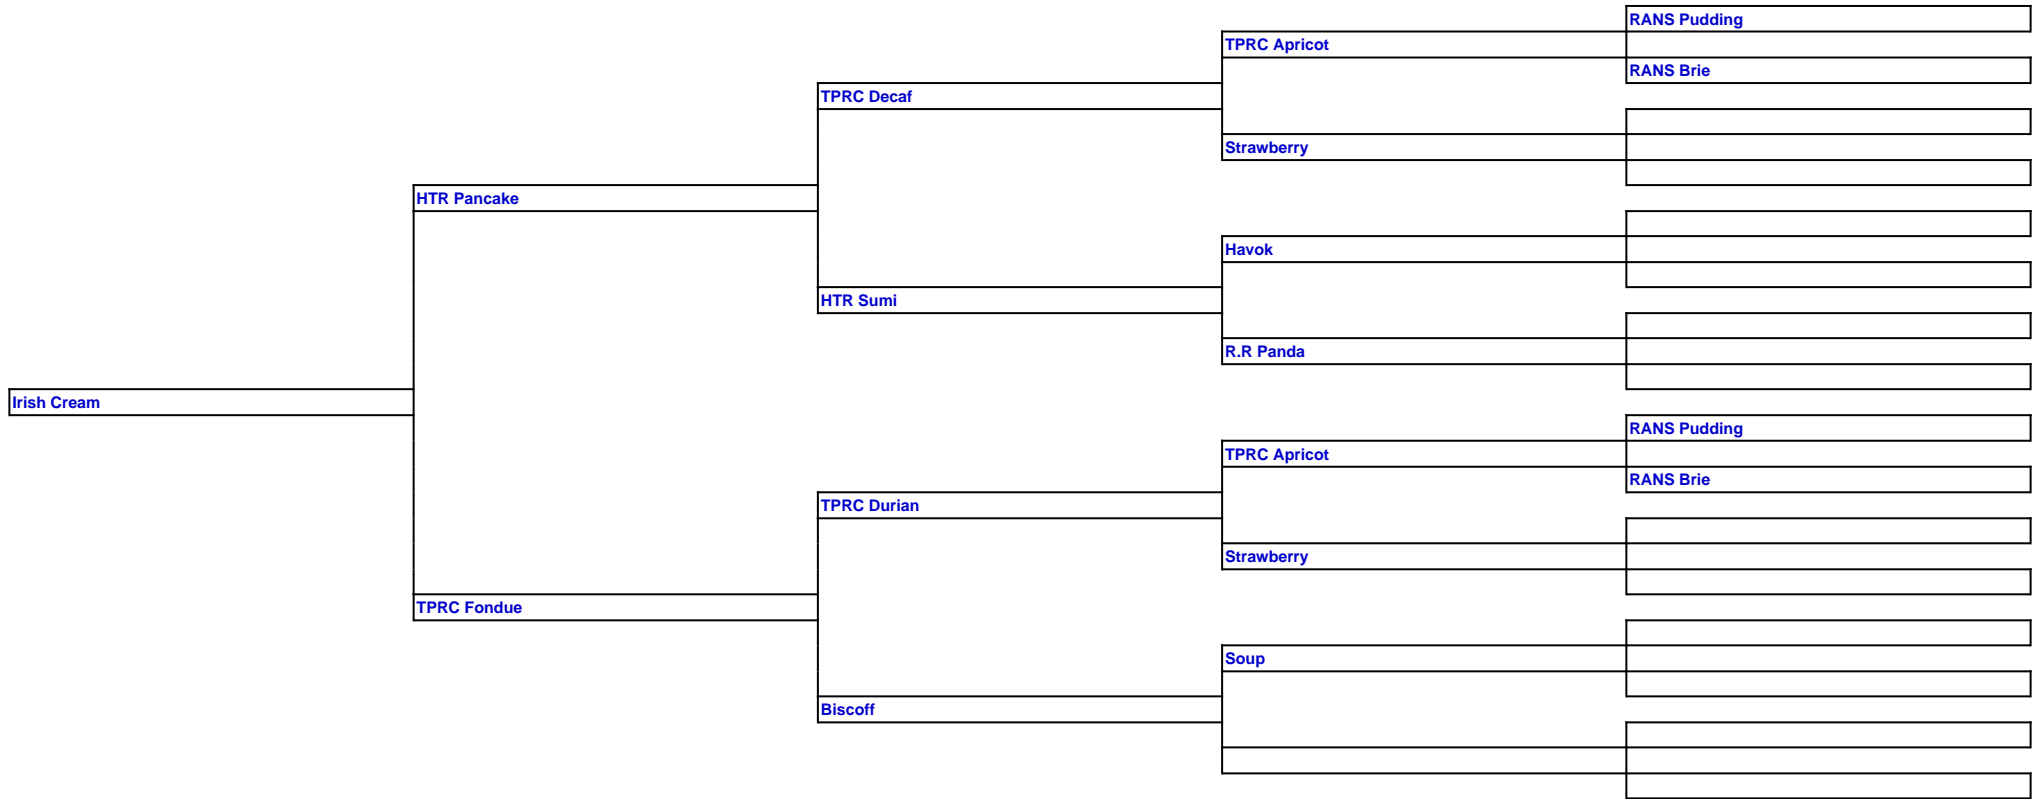 RANS Pudding
TPRC Apricot
RANS Brie
TPRC Decaf
Strawberry
HTR Pancake
Havok
HTR Sumi
R.R Panda
Irish Cream
RANS Pudding
TPRC Apricot
RANS Brie
TPRC Durian
Strawberry
TPRC Fondue
Soup
Biscoff